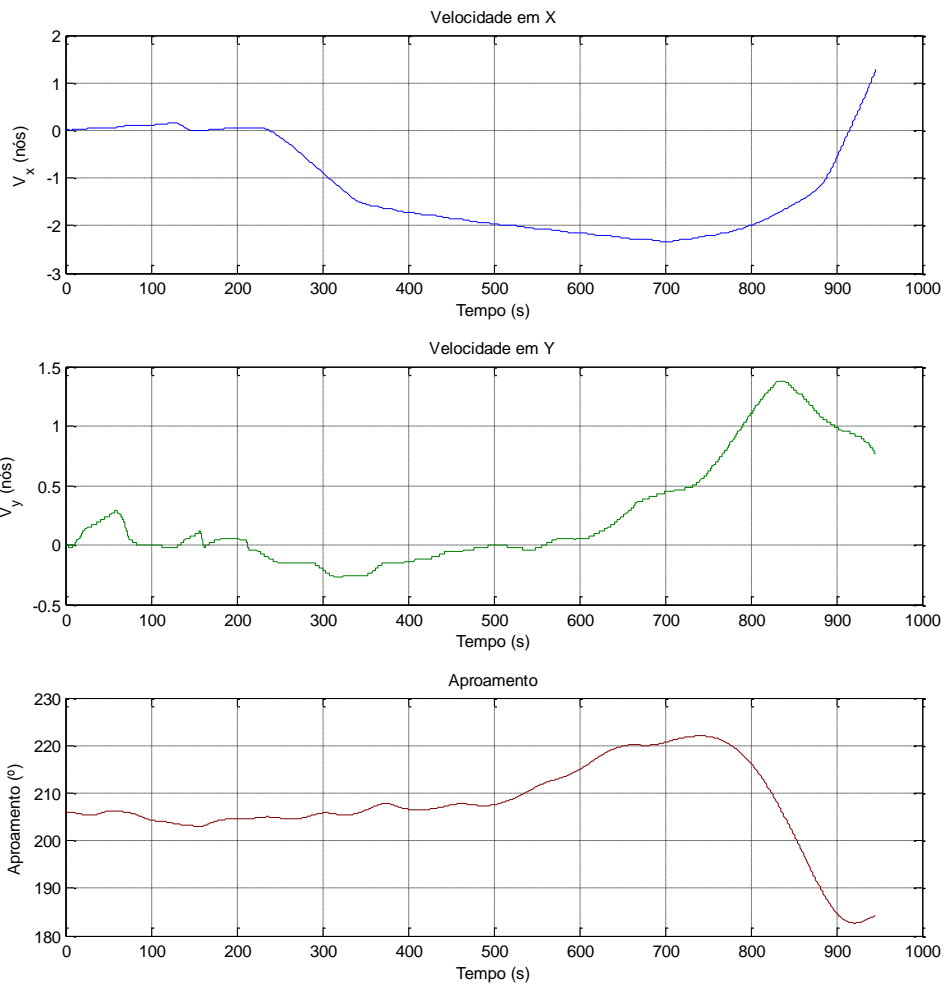 Velocidade em X
2
1
0
-1
-2
-3
V_x (nós)
0 100 200 300 400 500 600 700 800 900 1000
Tempo (s)
Velocidade em Y
1.5
1
0.5
0
-0.5
V_y (nós)
0 100 200 300 400 500 600 700 800 900 1000
Tempo (s)
Aproamento
230
220
210
200
190
180
Aproamento (º)
0 100 200 300 400 500 600 700 800 900 1000
Tempo (s)